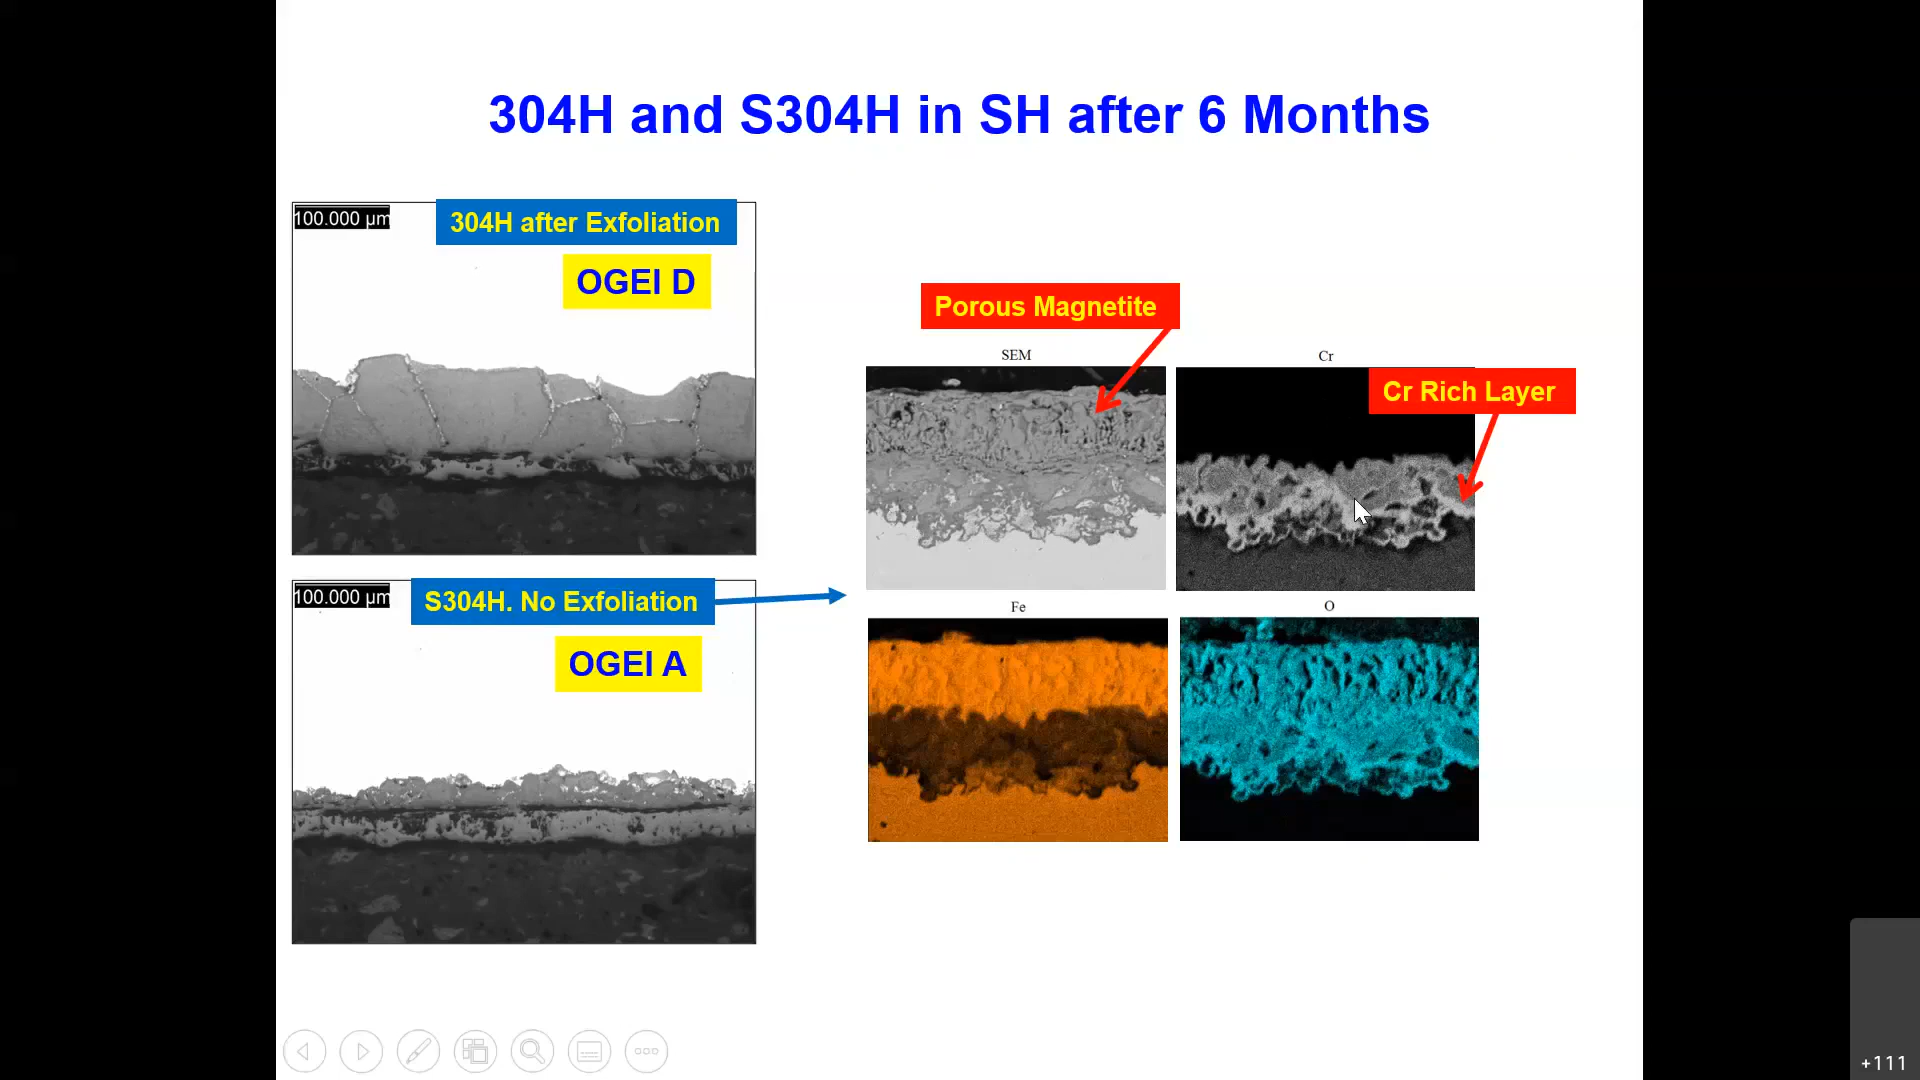 304H and S304H in SH after 6 Months
100.000 µm
304H after Exfoliation
OGEI D
Porous Magnetite
SEM
Cr
Cr Rich Layer
100.000 µm
S304H. No Exfoliation
OGEI A
Fe
O
+111